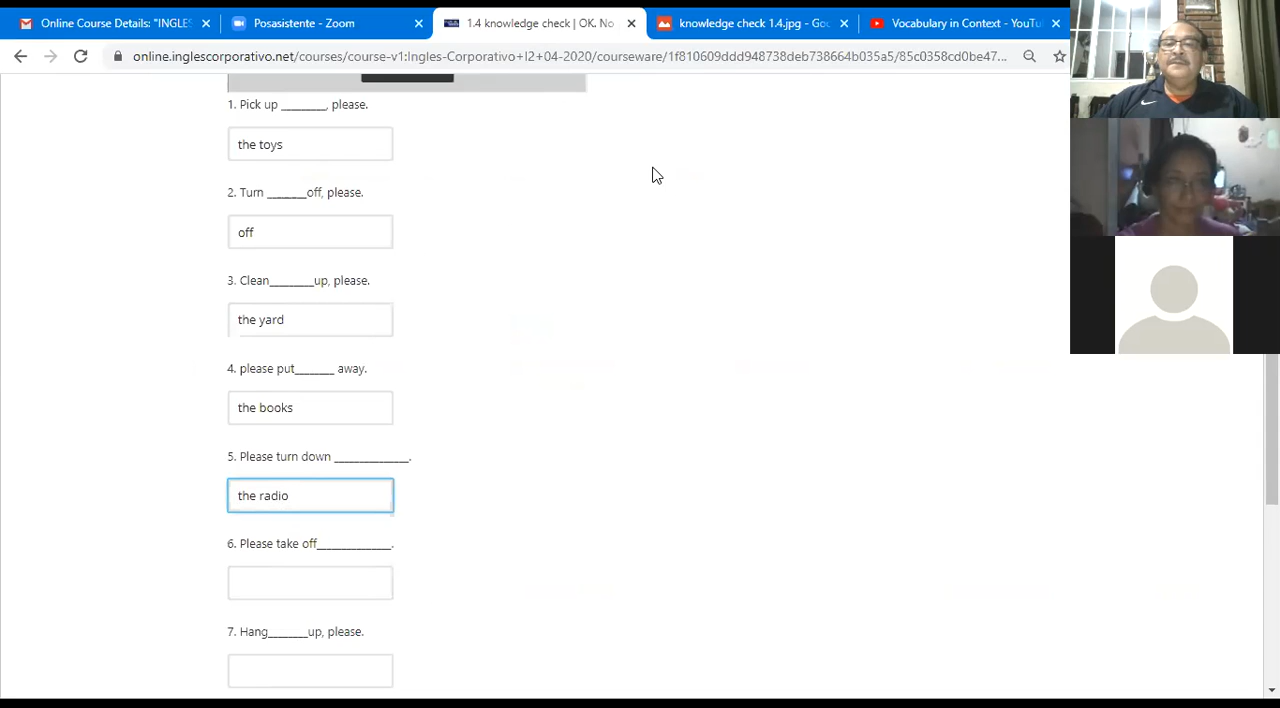 Online Course Details: "INGLES
Posasistente - Zoom
1.4 knowledge check | OK. No
knowledge check 1.4.jpg - Goo
Vocabulary in Context - YouTu
online.inglescorporativo.net/courses/course-v1:Ingles-Corporativo+I2+04-2020/courseware/1f810609ddd948738deb738664b035a5/85c0358cd0be47...
1. Pick up ________, please.
the toys
2. Turn _______off, please.
off
3. Clean________up, please.
the yard
4. please put_______ away.
the books
5. Please turn down _____________.
the radio
6. Please take off_____________.
7. Hang_______up, please.